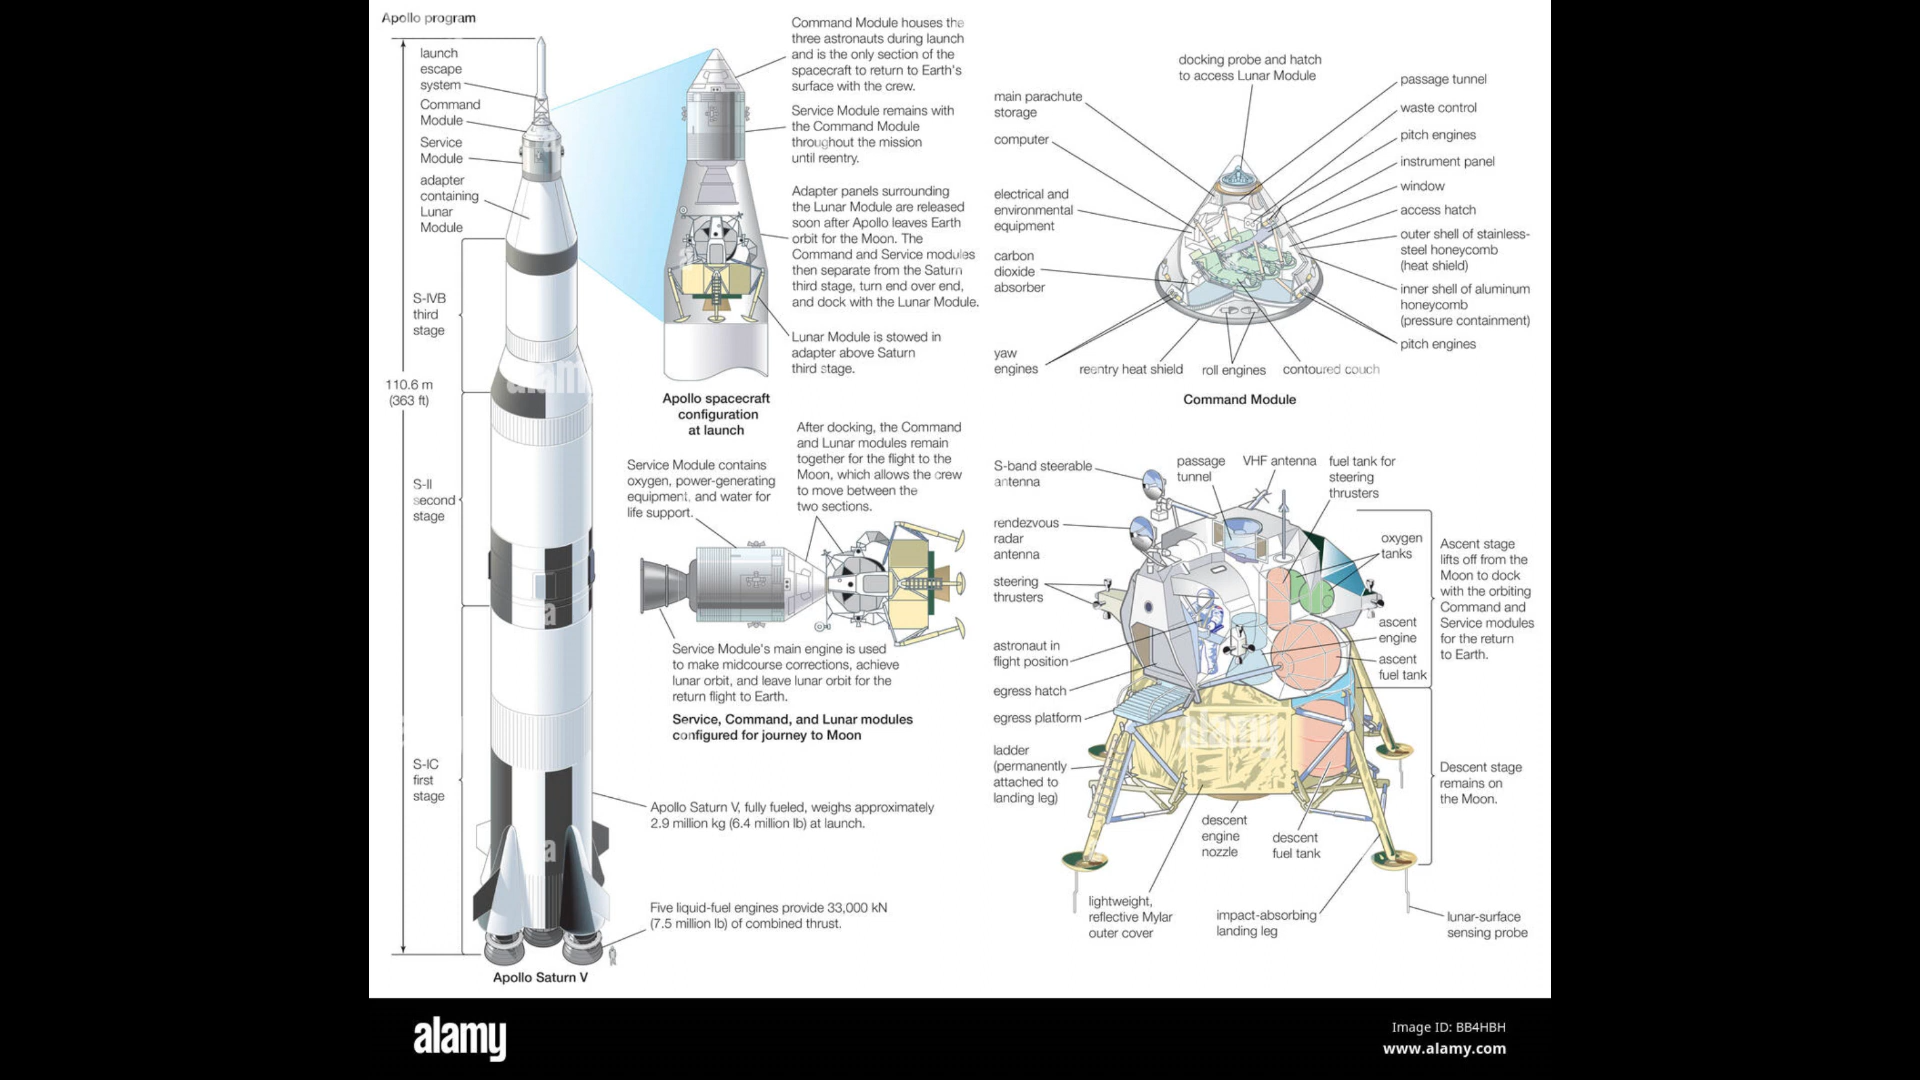 Apollo program
launch
escape
system
Command
Module
Service
Module
adapter
containing
Lunar
Module
S-IVB
third
stage
110.6 m
(363 ft)
S-II
second
stage
S-IC
first
stage
Apollo Saturn V
Command Module houses the
three astronauts during launch
and is the only section of the
spacecraft to return to Earth's
surface with the crew.
Service Module remains with
the Command Module
throughout the mission
until reentry.
Adapter panels surrounding
the Lunar Module are released
soon after Apollo leaves Earth
orbit for the Moon. The
Command and Service modules
then separate from the Saturn
third stage, turn end over end,
and dock with the Lunar Module.
Lunar Module is stowed in
adapter above Saturn
third stage.
Apollo spacecraft
configuration
at launch
Service Module contains
oxygen, power-generating
equipment, and water for
life support.
After docking, the Command
and Lunar modules remain
together for the flight to the
Moon, which allows the crew
to move between the
two sections.
Service Module's main engine is used
to make midcourse corrections, achieve
lunar orbit, and leave lunar orbit for the
return flight to Earth.
Service, Command, and Lunar modules
configured for journey to Moon
Apollo Saturn V, fully fueled, weighs approximately
2.9 million kg (6.4 million lb) at launch.
Five liquid-fuel engines provide 33,000 kN
(7.5 million lb) of combined thrust.
docking probe and hatch
to access Lunar Module
main parachute
storage
computer
electrical and
environmental
equipment
carbon
dioxide
absorber
yaw
engines
reentry heat shield
roll engines
contoured couch
passage tunnel
waste control
pitch engines
instrument panel
window
access hatch
outer shell of stainless-
steel honeycomb
(heat shield)
inner shell of aluminum
honeycomb
(pressure containment)
pitch engines
Command Module
S-band steerable
antenna
passage
tunnel
VHF antenna
fuel tank for
steering
thrusters
rendezvous
radar
antenna
steering
thrusters
astronaut in
flight position
egress hatch
egress platform
ladder
(permanently
attached to
landing leg)
oxygen
tanks
ascent
engine
ascent
fuel tank
Ascent stage
lifts off from the
Moon to dock
with the orbiting
Command and
Service modules
for the return
to Earth.
Descent stage
remains on
the Moon.
descent
engine
nozzle
descent
fuel tank
lightweight,
reflective Mylar
outer cover
impact-absorbing
landing leg
lunar-surface
sensing probe
alamy
alamy
a
a
a
alamy
Image ID: BB4HBH
www.alamy.com